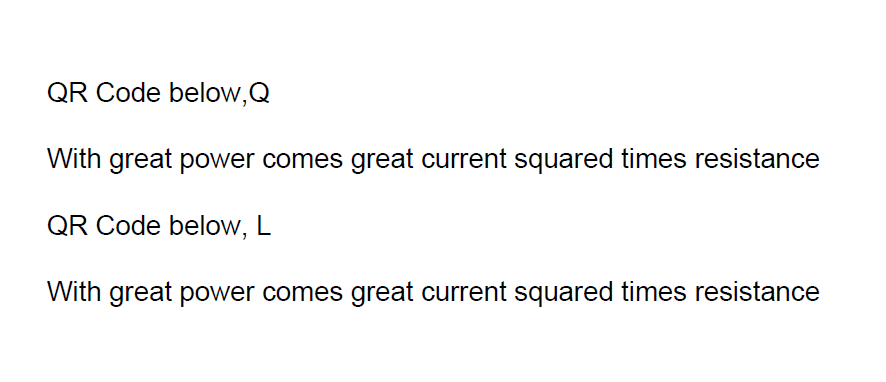 QR Code below,Q
With great power comes great current squared times resistance
QR Code below, L
With great power comes great current squared times resistance